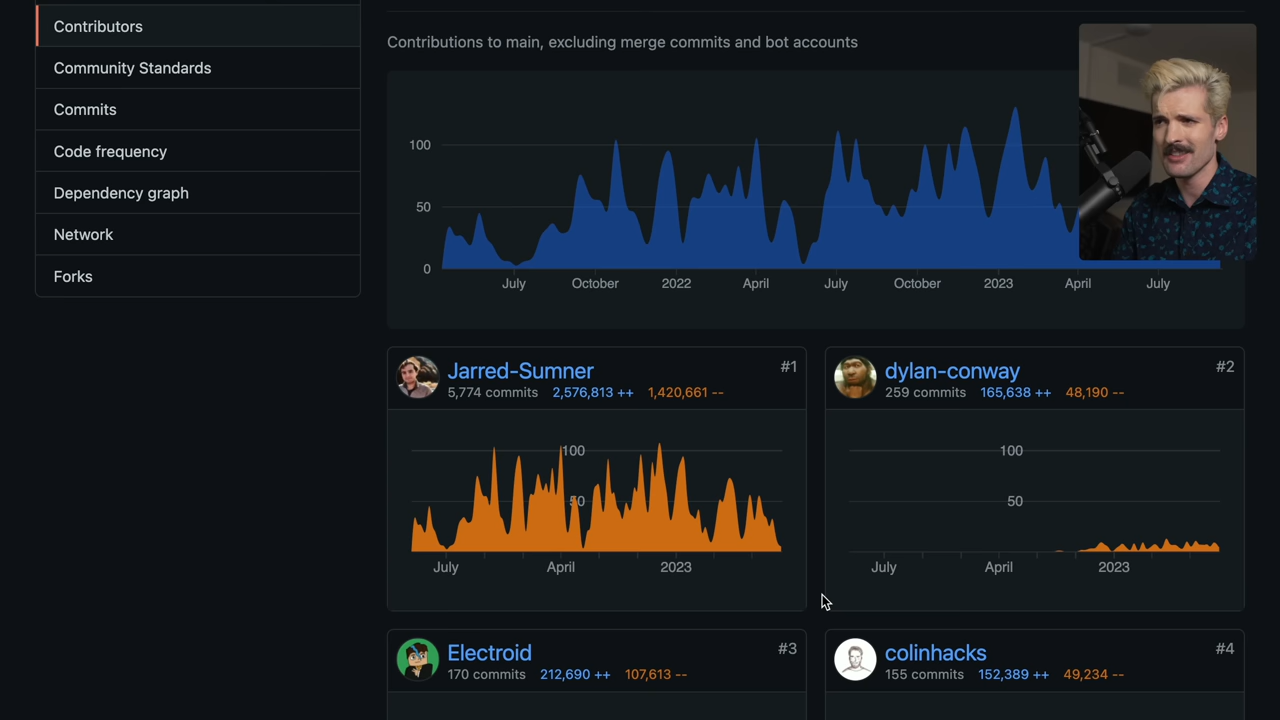 Contributors
Community Standards
Commits
Code frequency
Dependency graph
Network
Forks
Contributions to main, excluding merge commits and bot accounts
100
50
0
July October 2022 April July October 2023 April July
Jarred-Sumner #1
5,774 commits 2,576,813 ++ 1,420,661 --
100
50
July April 2023
dylan-conway #2
259 commits 165,638 ++ 48,190 --
100
50
July April 2023
Electroid #3
170 commits 212,690 ++ 107,613 --
colinhacks #4
155 commits 152,389 ++ 49,234 --